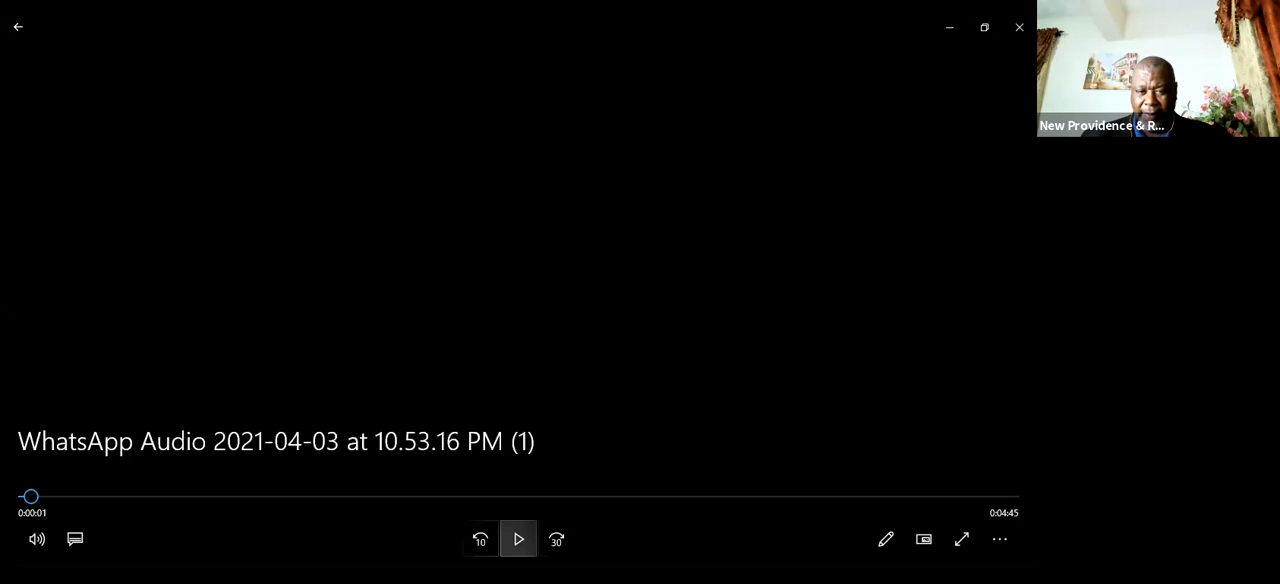 New Providence & R...
WhatsApp Audio 2021-04-03 at 10.53.16 PM (1)
0:00:01
0:04:45
10
30